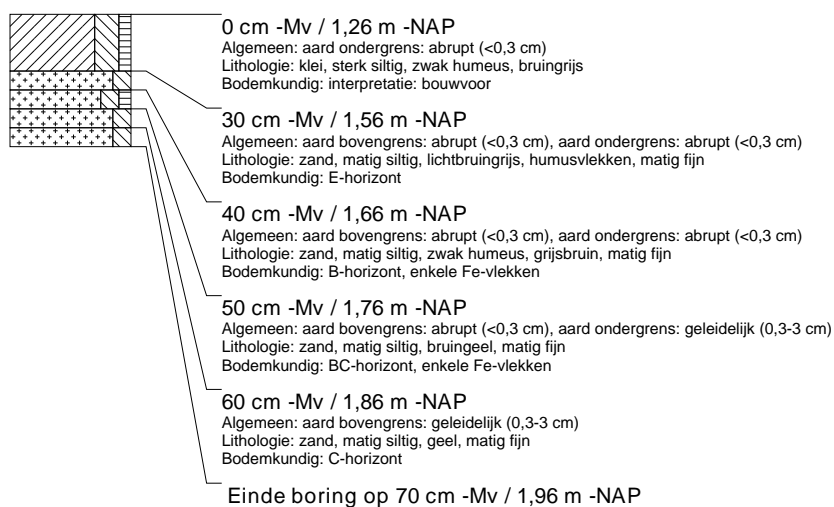 0 cm -Mv / 1,26 m -NAP
Algemeen: aard ondergrens: abrupt (<0,3 cm)
Lithologie: klei, sterk siltig, zwak humeus, bruingrijs
Bodemkundig: interpretatie: bouwvoor
30 cm -Mv / 1,56 m -NAP
Algemeen: aard bovengrens: abrupt (<0,3 cm), aard ondergrens: abrupt (<0,3 cm)
Lithologie: zand, matig siltig, lichtbruingrijs, humusvlekken, matig fijn
Bodemkundig: E-horizont
40 cm -Mv / 1,66 m -NAP
Algemeen: aard bovengrens: abrupt (<0,3 cm), aard ondergrens: abrupt (<0,3 cm)
Lithologie: zand, matig siltig, zwak humeus, grijsbruin, matig fijn
Bodemkundig: B-horizont, enkele Fe-vlekken
50 cm -Mv / 1,76 m -NAP
Algemeen: aard bovengrens: abrupt (<0,3 cm), aard ondergrens: geleidelijk (0,3-3 cm)
Lithologie: zand, matig siltig, bruingeel, matig fijn
Bodemkundig: BC-horizont, enkele Fe-vlekken
60 cm -Mv / 1,86 m -NAP
Algemeen: aard bovengrens: geleidelijk (0,3-3 cm)
Lithologie: zand, matig siltig, geel, matig fijn
Bodemkundig: C-horizont
Einde boring op 70 cm -Mv / 1,96 m -NAP